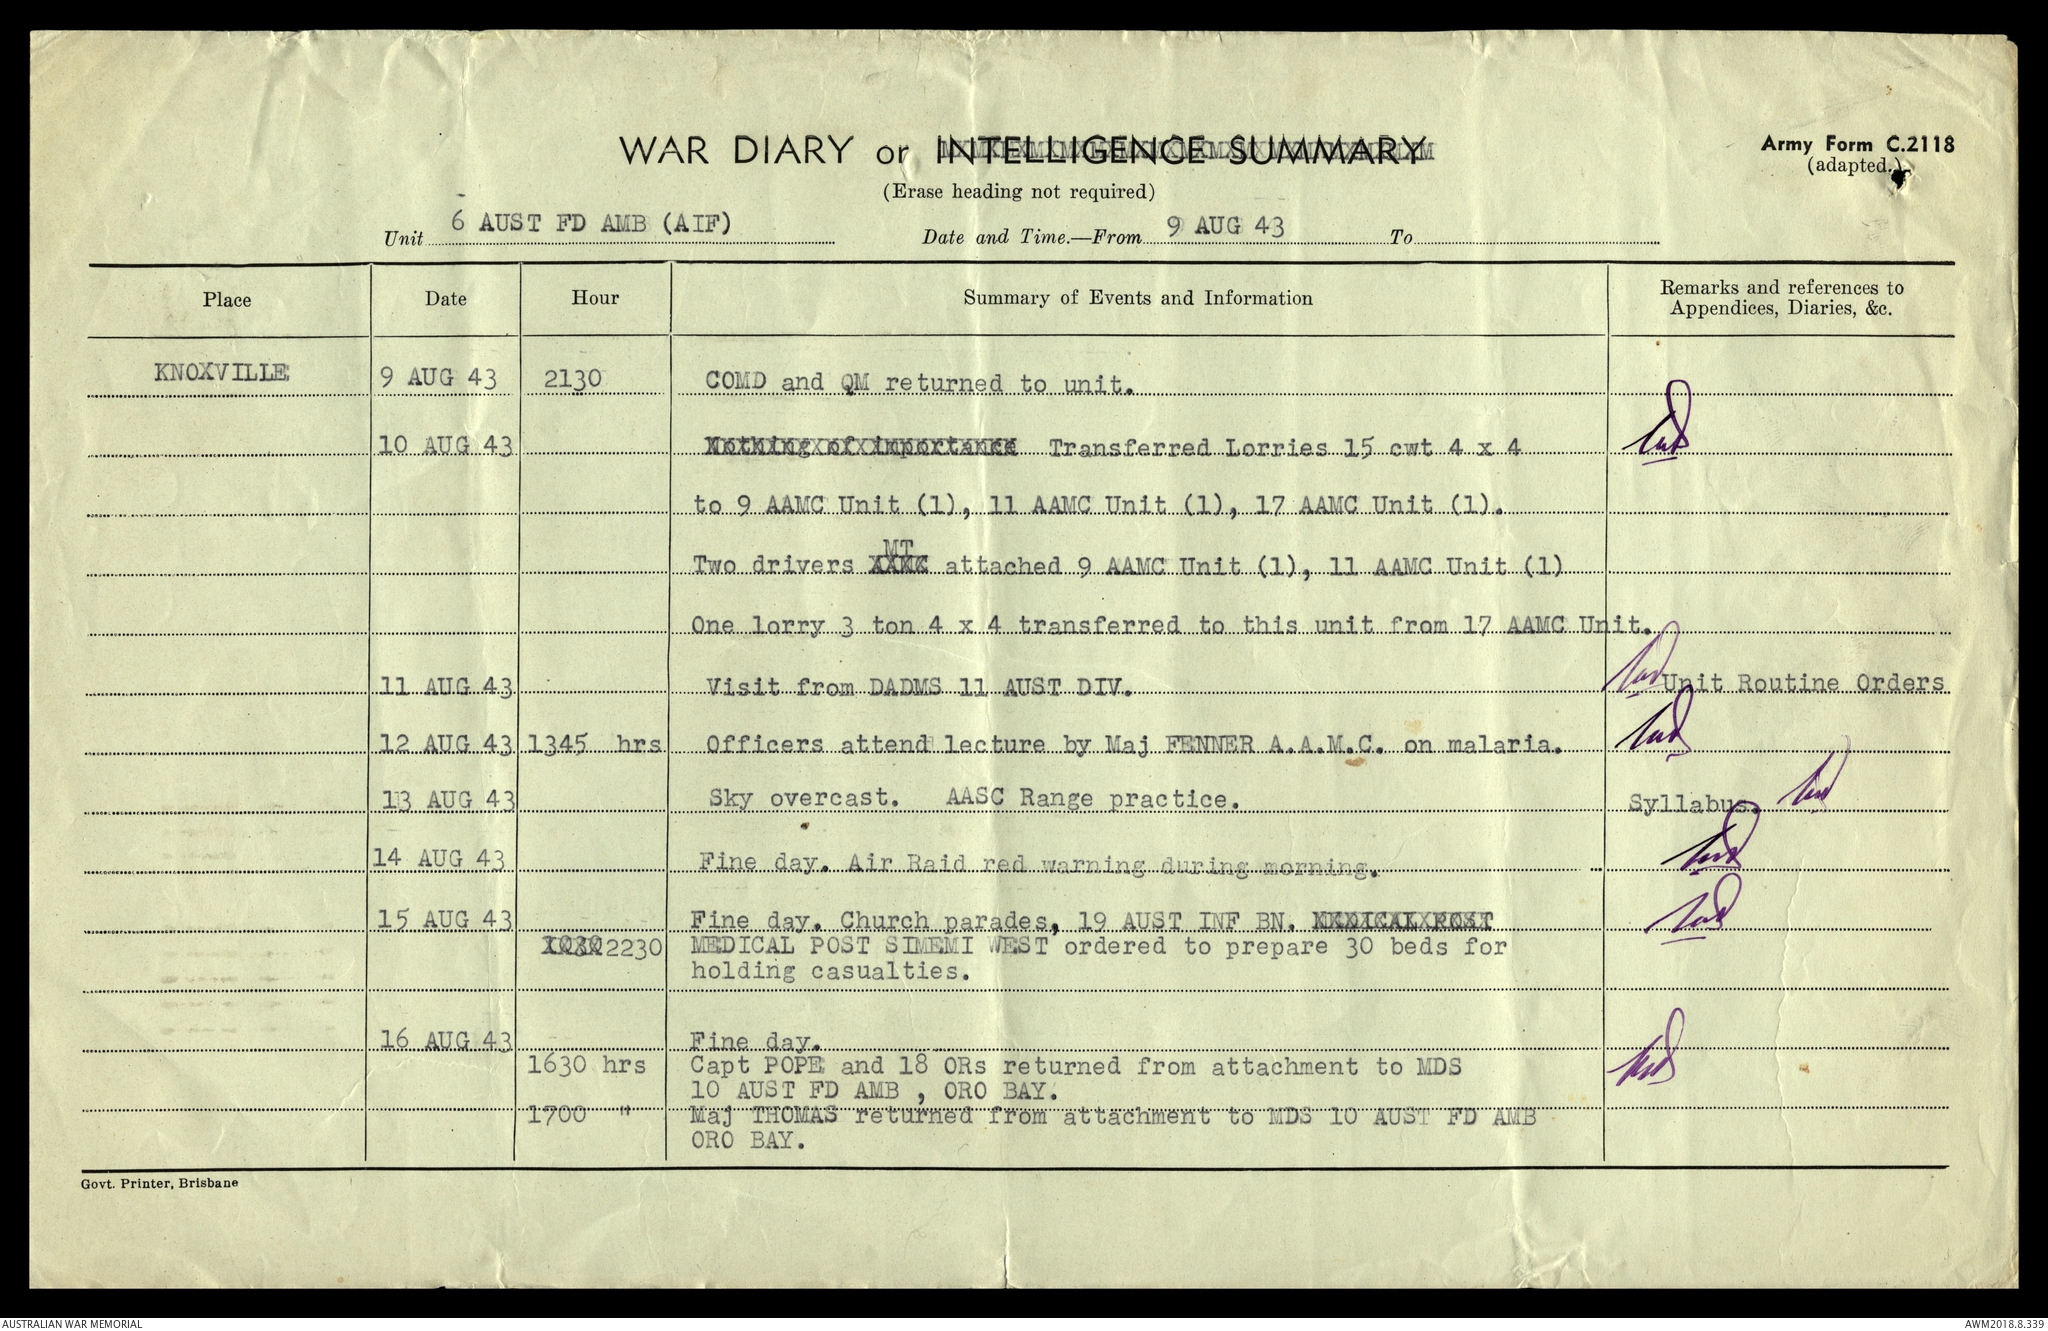 WAR DIARY or INTELLIGENCE SUMMARY
Army Form C.2118
(adapted.)
(Erase heading not required)
Unit 6 AUST FD AMB (AIF) Date and Time.—From 9 AUG 43 To
Place Date Hour Summary of Events and Information Remarks and references to Appendices, Diaries, &c.
KNOXVILLE 9 AUG 43 2130 COMD and QM returned to unit.
10 AUG 43 Nothing of importance Transferred Lorries 15 cwt 4 x 4
to 9 AAMC Unit (1), 11 AAMC Unit (1), 17 AAMC Unit (1).
Two drivers MT attached 9 AAMC Unit (1), 11 AAMC Unit (1)
One lorry 3 ton 4 x 4 transferred to this unit from 17 AAMC Unit.
11 AUG 43 Visit from DADMS 11 AUST DIV. Unit Routine Orders
12 AUG 43 1345 hrs Officers attend lecture by Maj FENNER A.A.M.C. on malaria.
13 AUG 43 Sky overcast. AASC Range practice. Syllabus.
14 AUG 43 Fine day. Air Raid red warning during morning.
15 AUG 43 Fine day. Church parades, 19 AUST INF BN. MEDICAL POST
1030 2230 MEDICAL POST SIMEMI WEST ordered to prepare 30 beds for
holding casualties.
16 AUG 43 Fine day.
1630 hrs Capt POPE and 18 ORs returned from attachment to MDS
10 AUST FD AMB , ORO BAY.
1700 " Maj THOMAS returned from attachment to MDS 10 AUST FD AMB
ORO BAY.
Govt. Printer, Brisbane
AUSTRALIAN WAR MEMORIAL
AWM2018.8.339